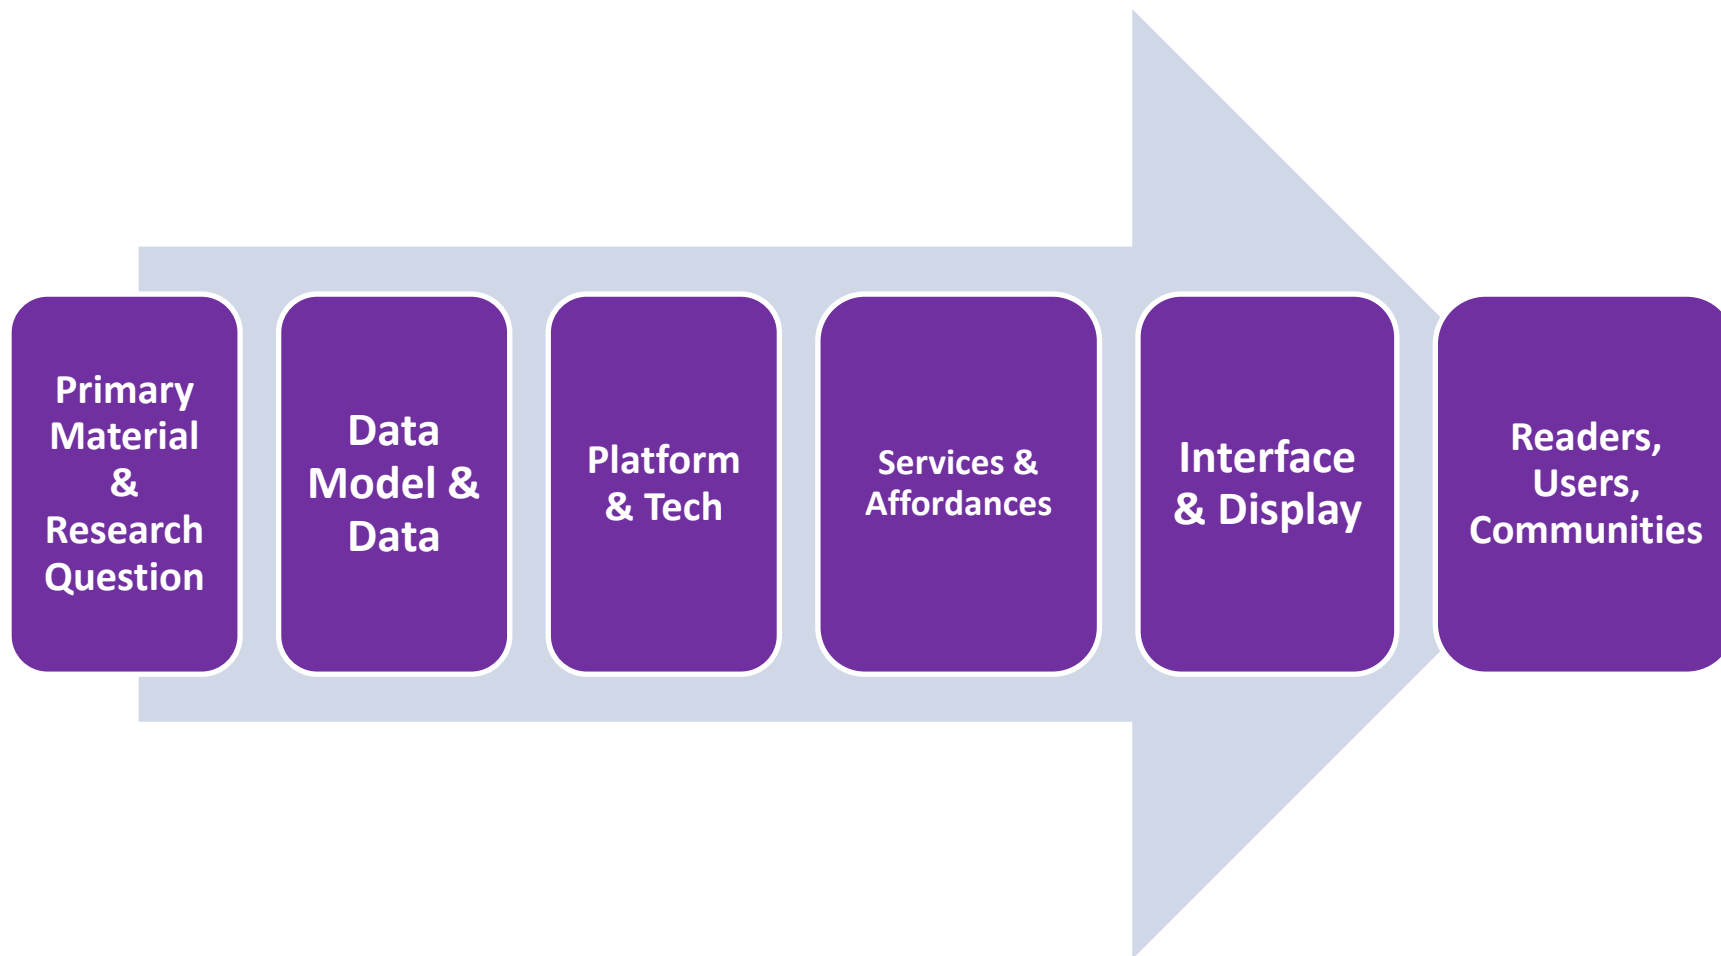 Primary
Material
&
Research
Question
Data
Model &
Data
Platform
& Tech
Services &
Affordances
Interface
& Display
Readers,
Users,
Communities